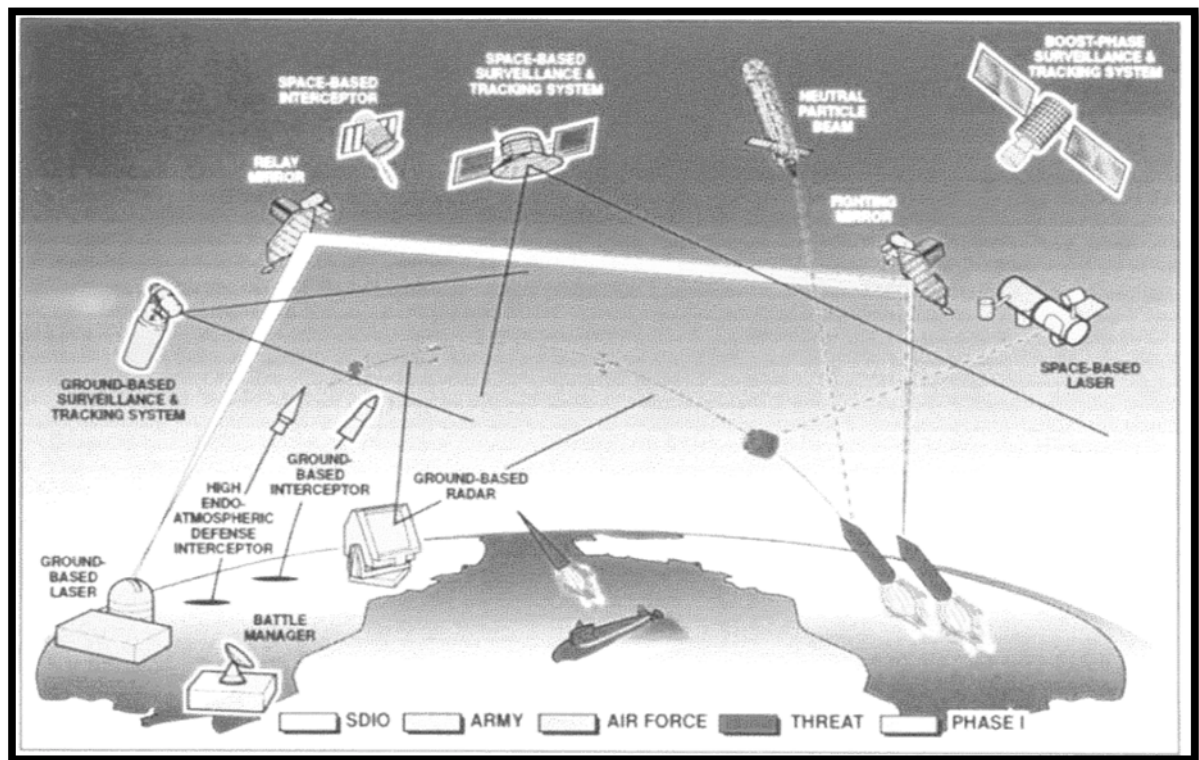 SPACE-BASED
INTERCEPTOR
SPACE-BASED
SURVEILLANCE &
TRACKING SYSTEM
NEUTRAL
PARTICLE
BEAM
BOOST-PHASE
SURVEILLANCE &
TRACKING SYSTEM
RELAY
MIRROR
FIGHTING
MIRROR
GROUND-BASED
SURVEILLANCE &
TRACKING SYSTEM
SPACE-BASED
LASER
HIGH
ENDO-
ATMOSPHERIC
DEFENSE
INTERCEPTOR
GROUND-
BASED
INTERCEPTOR
GROUND-BASED
RADAR
GROUND-
BASED
LASER
BATTLE
MANAGER
SDIO
ARMY
AIR FORCE
THREAT
PHASE I